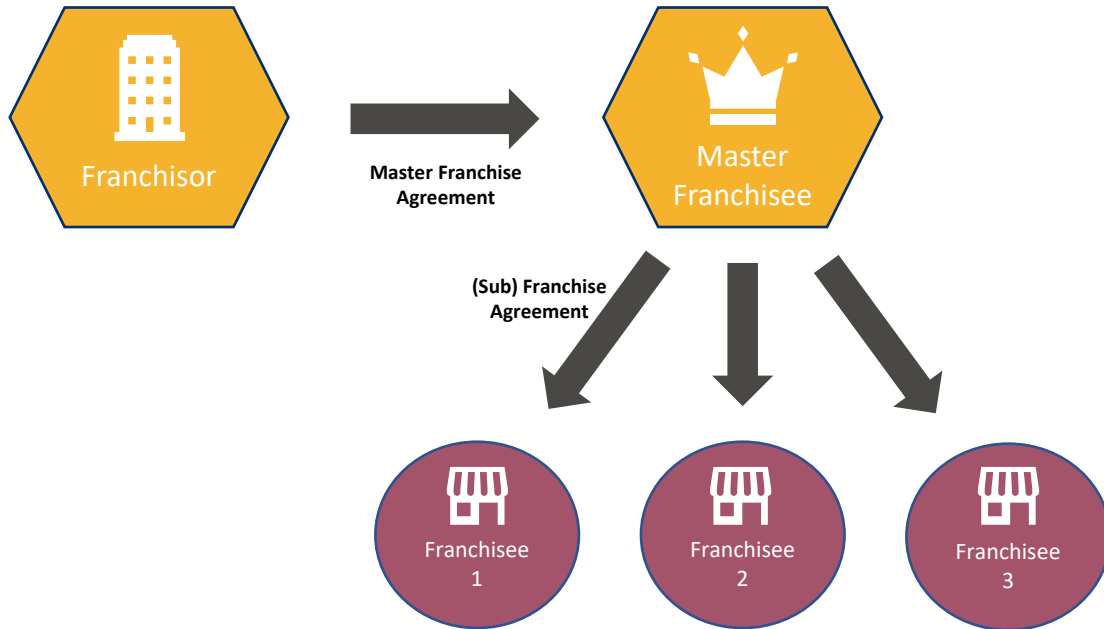 Franchisor
Master Franchise
Agreement
Master
Franchisee
(Sub) Franchise
Agreement
Franchisee
1
Franchisee
2
Franchisee
3